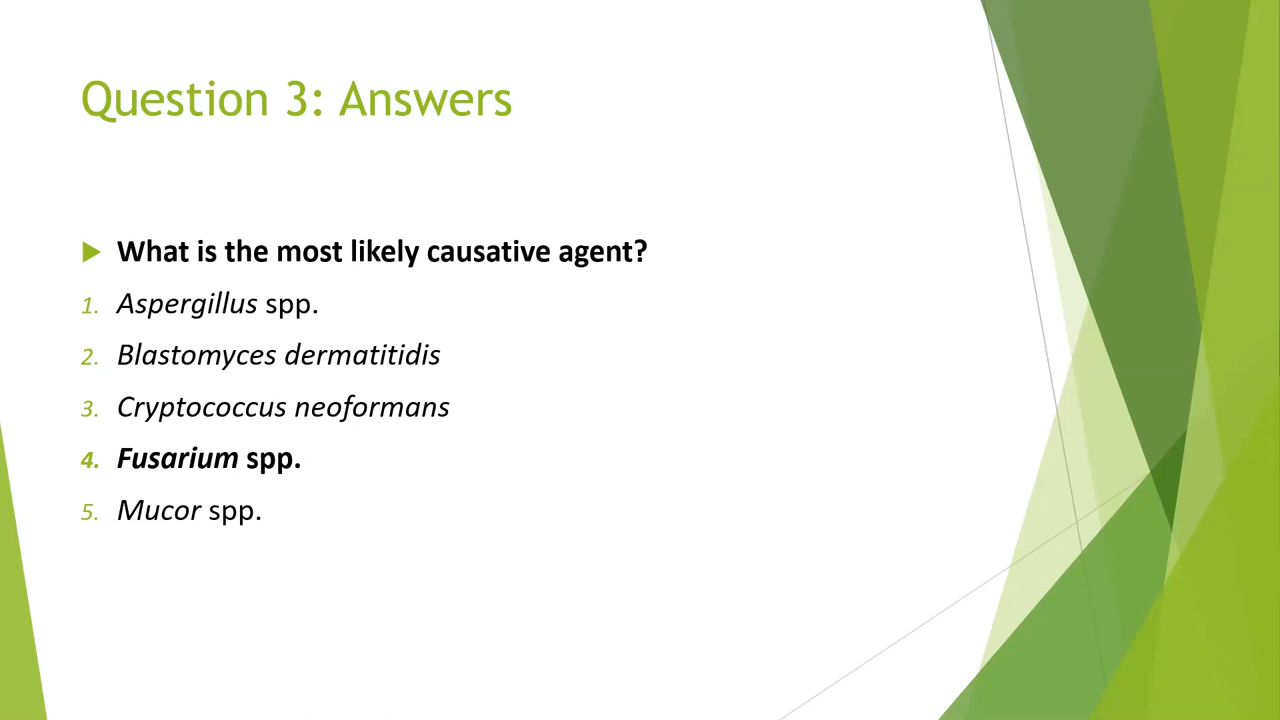 Question 3: Answers
What is the most likely causative agent?
1. Aspergillus spp.
2. Blastomyces dermatitidis
3. Cryptococcus neoformans
4. Fusarium spp.
5. Mucor spp.